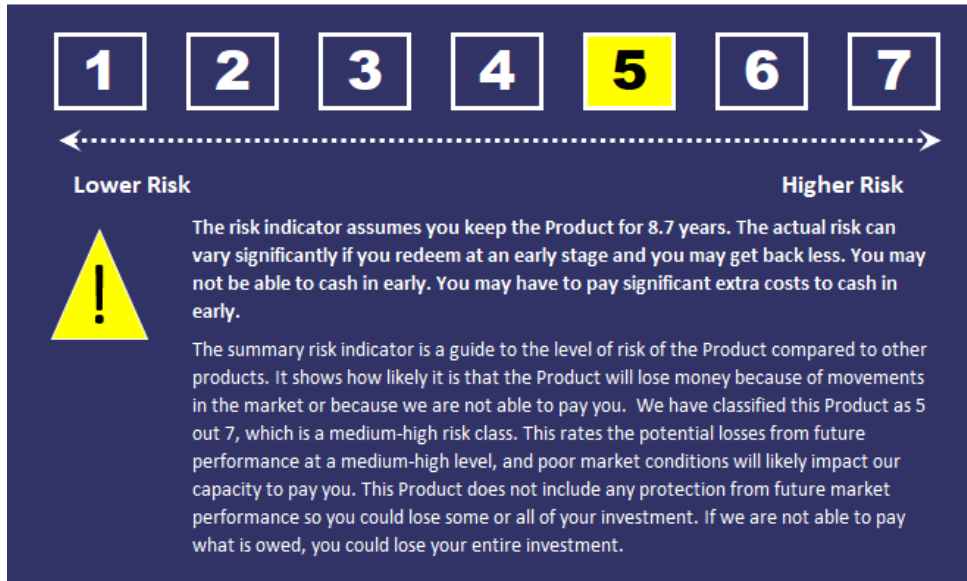 1 2 3 4 5 6 7
Lower Risk Higher Risk
!
The risk indicator assumes you keep the Product for 8.7 years. The actual risk can
vary significantly if you redeem at an early stage and you may get back less. You may
not be able to cash in early. You may have to pay significant extra costs to cash in
early.
The summary risk indicator is a guide to the level of risk of the Product compared to other
products. It shows how likely it is that the Product will lose money because of movements
in the market or because we are not able to pay you.  We have classified this Product as 5
out 7, which is a medium-high risk class. This rates the potential losses from future
performance at a medium-high level, and poor market conditions will likely impact our
capacity to pay you. This Product does not include any protection from future market
performance so you could lose some or all of your investment. If we are not able to pay
what is owed, you could lose your entire investment.